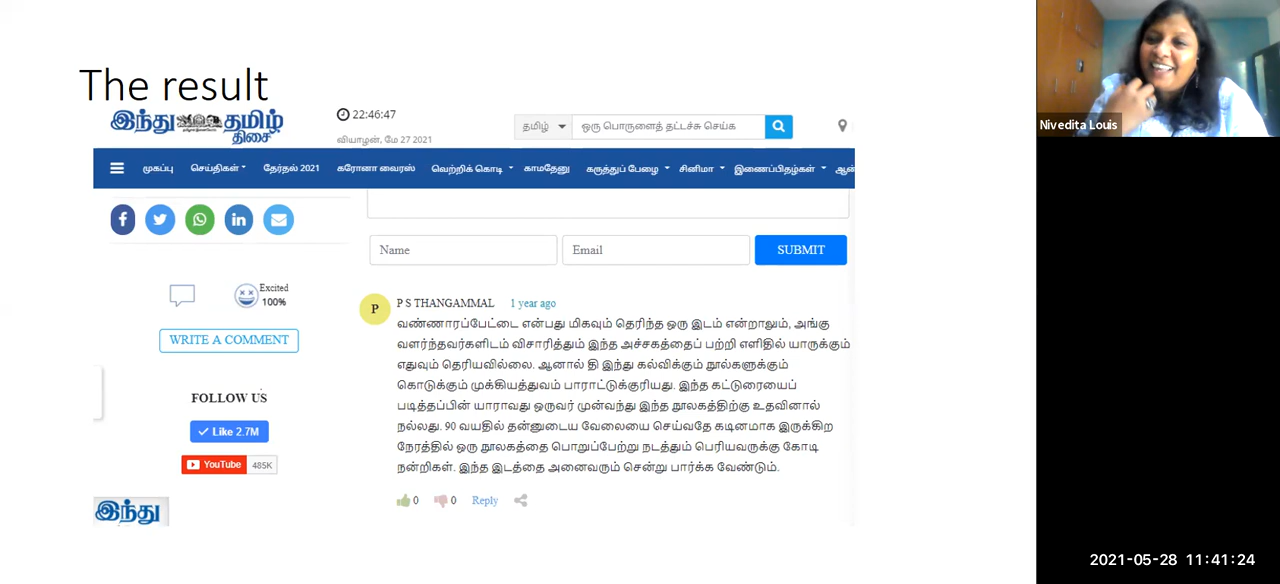 The result
இந்து தமிழ் திசை
22:46:47
வியாழன், மே 27 2021
தமிழ்
ஒரு பொருளைத் தட்டச்சு செய்க
முகப்பு செய்திகள் தேர்தல் 2021 கரோனா வைரஸ் வெற்றிக் கொடி காமதேனு கருத்துப் பேழை சினிமா இணைப்பிதழ்கள் ஆன்
Name Email SUBMIT
Excited
100%
WRITE A COMMENT
FOLLOW US
Like 2.7M
YouTube 485K
இந்து
P
P S THANGAMMAL 1 year ago
வண்ணாரப்பேட்டை என்பது மிகவும் தெரிந்த ஒரு இடம் என்றாலும், அங்கு
வளர்ந்தவர்களிடம் விசாரித்தும் இந்த அச்சகத்தைப் பற்றி எளிதில் யாருக்கும்
எதுவும் தெரியவில்லை. ஆனால் தி இந்து கல்விக்கும் நூல்களுக்கும்
கொடுக்கும் முக்கியத்துவம் பாராட்டுக்குரியது. இந்த கட்டுரையைப்
படித்தப்பின் யாராவது ஒருவர் முன்வந்து இந்த நூலகத்திற்கு உதவினால்
நல்லது. 90 வயதில் தன்னுடைய வேலையை செய்வதே கடினமாக இருக்கிற
நேரத்தில் ஒரு நூலகத்தை பொறுப்பேற்று நடத்தும் பெரியவருக்கு கோடி
நன்றிகள். இந்த இடத்தை அனைவரும் சென்று பார்க்க வேண்டும்.
0 0 Reply
Nivedita Louis
2021-05-28 11:41:24